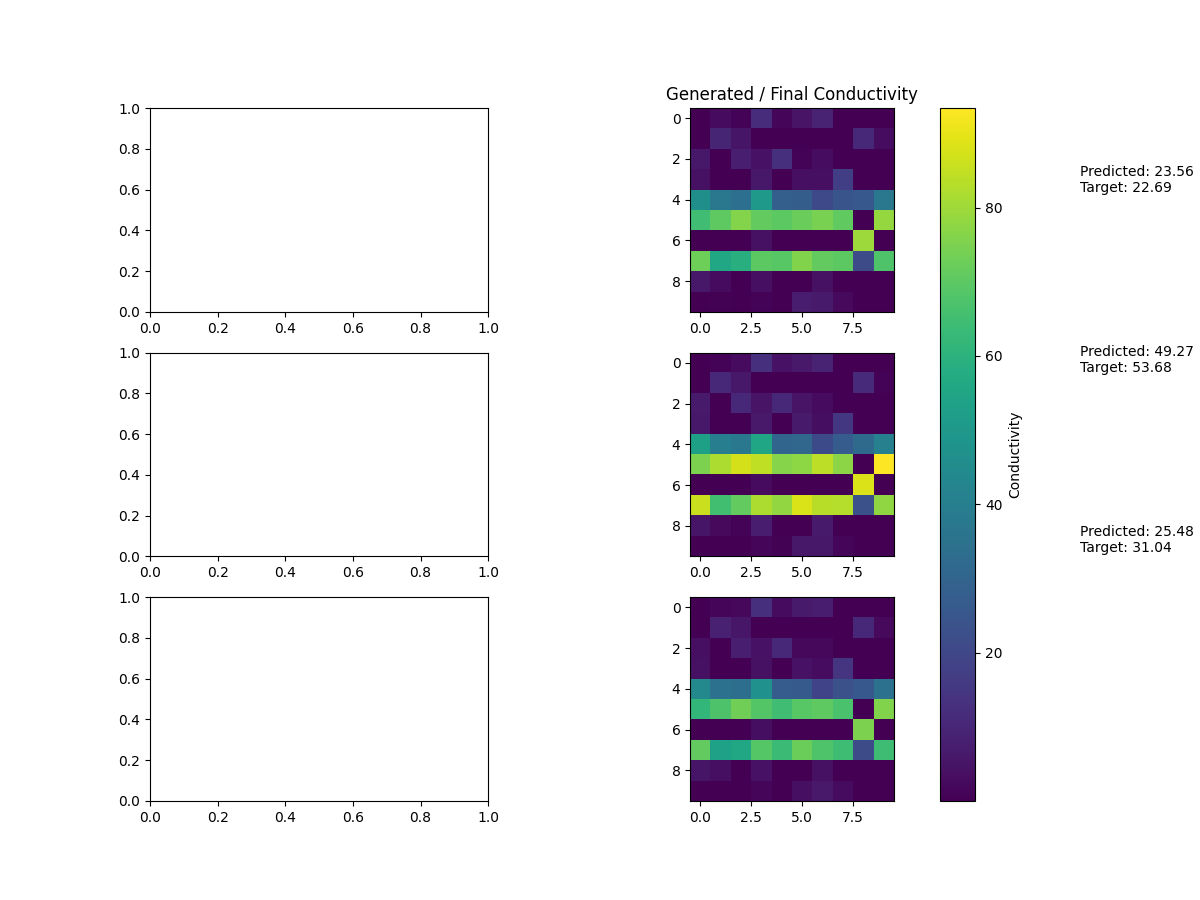 Generated / Final Conductivity
1.0
0.8
0.6
0.4
0.2
0.0
0.0 0.2 0.4 0.6 0.8 1.0
0
2
4
6
8
0.0 2.5 5.0 7.5
1.0
0.8
0.6
0.4
0.2
0.0
0.0 0.2 0.4 0.6 0.8 1.0
0
2
4
6
8
0.0 2.5 5.0 7.5
1.0
0.8
0.6
0.4
0.2
0.0
0.0 0.2 0.4 0.6 0.8 1.0
0
2
4
6
8
0.0 2.5 5.0 7.5
80
60
40
20
Conductivity
Predicted: 23.56
Target: 22.69
Predicted: 49.27
Target: 53.68
Predicted: 25.48
Target: 31.04